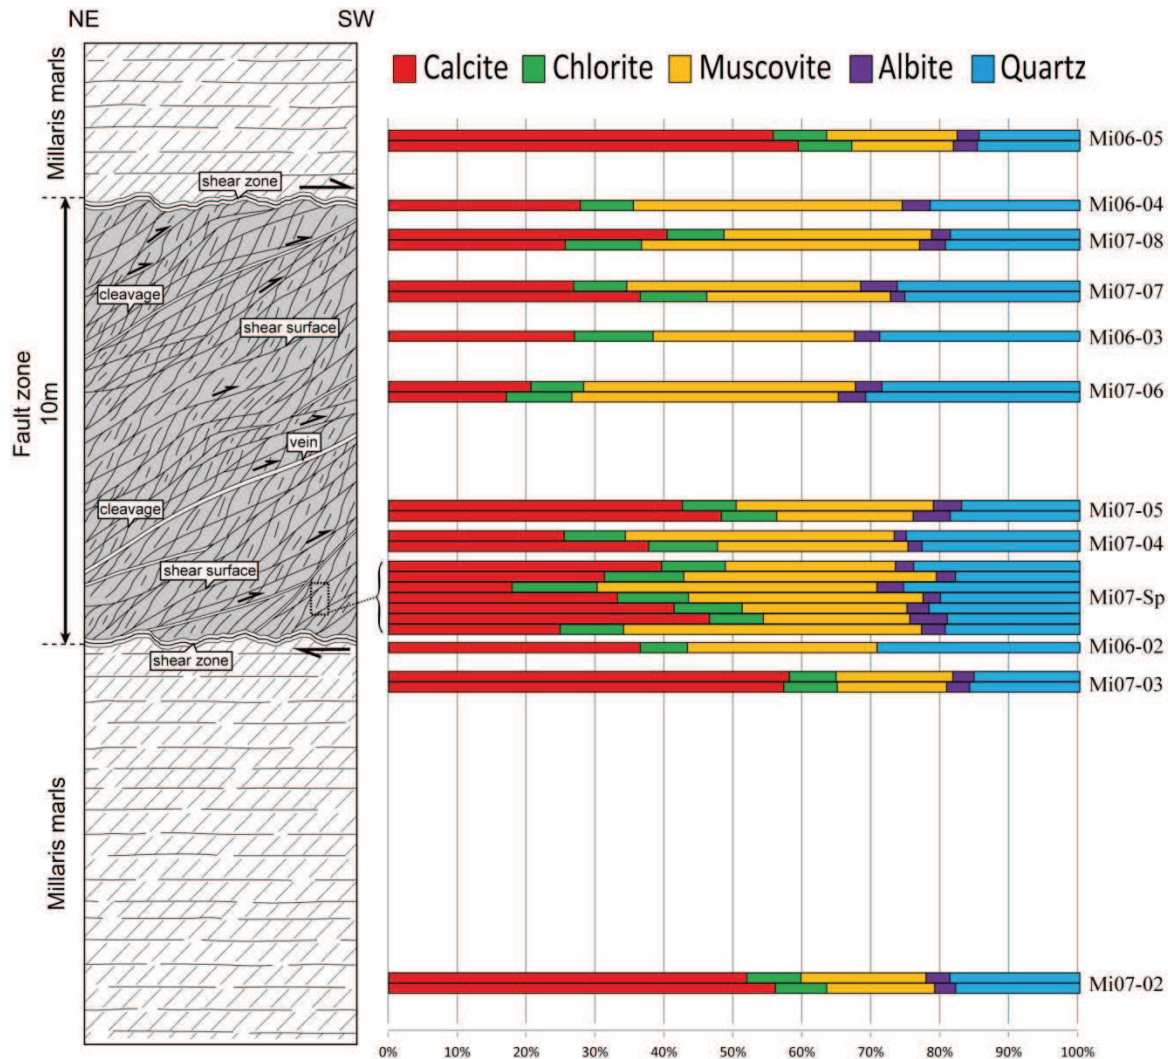 NE SW
Calcite Chlorite Muscovite Albite Quartz
Millaris marls
shear zone
Fault zone
10m
cleavage
shear surface
vein
cleavage
shear surface
shear zone
Millaris marls
Mi06-05
Mi06-04
Mi07-08
Mi07-07
Mi06-03
Mi07-06
Mi07-05
Mi07-04
Mi07-Sp
Mi06-02
Mi07-03
Mi07-02
0% 10% 20% 30% 40% 50% 60% 70% 80% 90% 100%